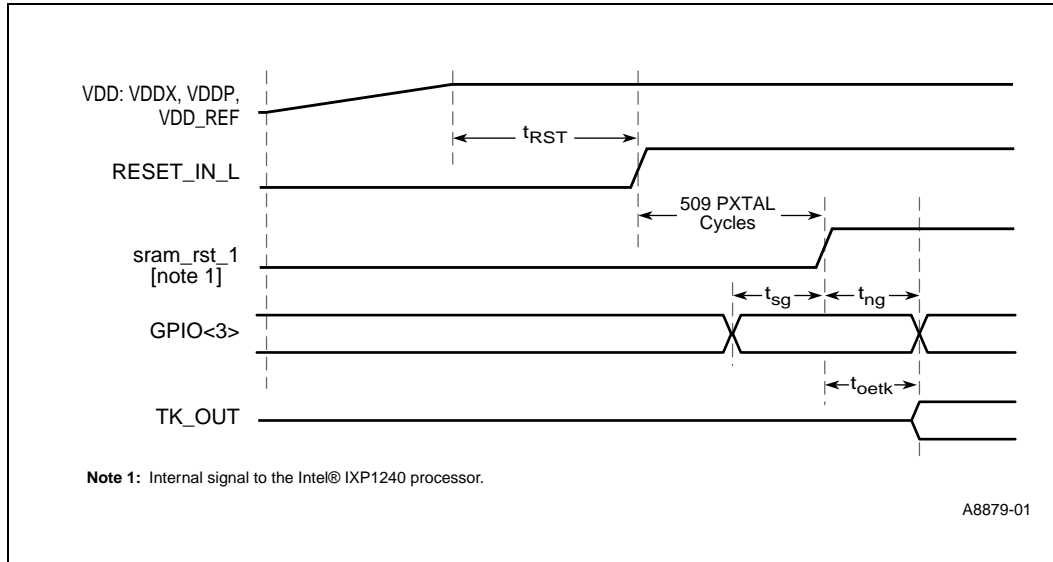 VDD: VDDX, VDDP,
VDD_REF
tRST
RESET_IN_L
509 PXTAL
Cycles
sram_rst_1
[note 1]
tsg
tng
GPIO<3>
toetk
TK_OUT
Note 1: Internal signal to the Intel® IXP1240 processor.
A8879-01